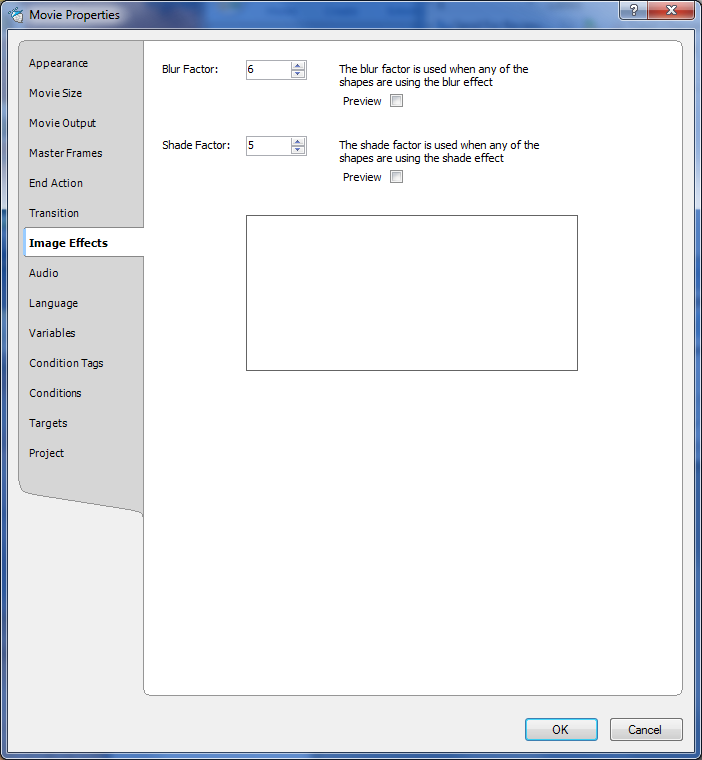 Movie Properties
?
Appearance
Movie Size
Movie Output
Master Frames
End Action
Transition
Image Effects
Audio
Language
Variables
Condition Tags
Conditions
Targets
Project
Blur Factor:
6
The blur factor is used when any of the
shapes are using the blur effect
Preview
Shade Factor:
5
The shade factor is used when any of the
shapes are using the shade effect
Preview
OK
Cancel